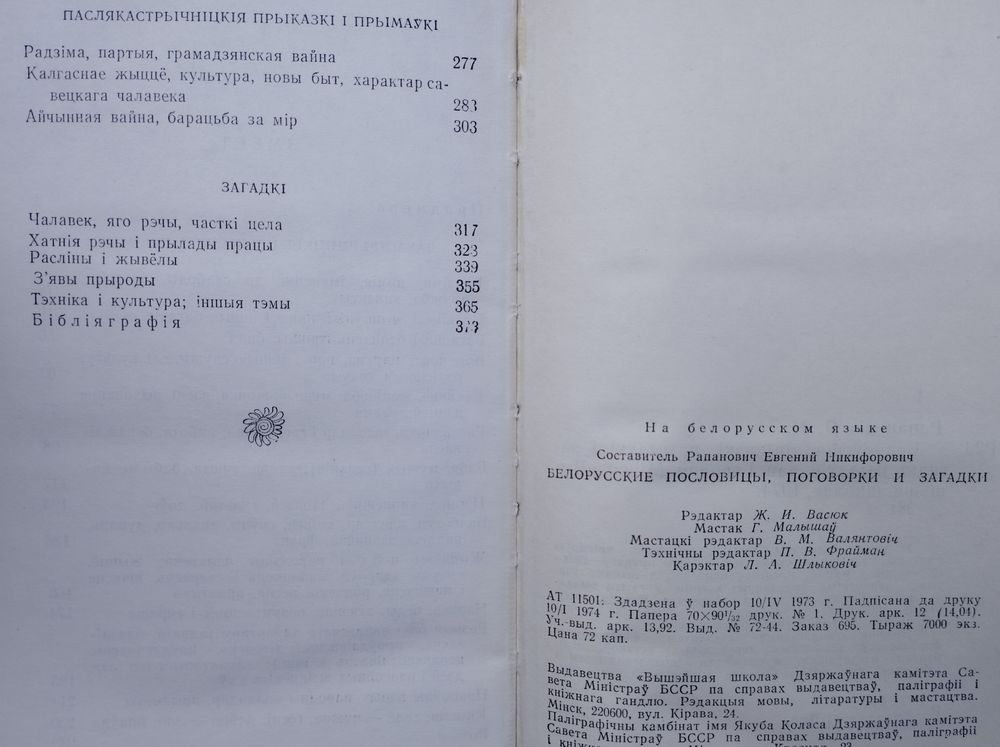 ПАСЛЯКАСТРЫЧНІЦКІЯ ПРЫКАЗКІ І ПРЫМАЎКІ
Радзіма, партыя, грамадзянская вайна 277
Калгаснае жыццё, культура, новы быт, характар са-
вецкага чалавека 283
Айчынная вайна, барацьба за мір 303
ЗАГАДКІ
Чалавек, яго рэчы, часткі цела 317
Хатнія рэчы і прылады працы 323
Расліны і жывёлы 339
З'явы прыроды 355
Тэхніка і культура; іншыя тэмы 365
Бібліяграфія
На белорусском языке
Составитель Рапанович Евгений Никифорович
БЕЛОРУССКИЕ ПОСЛОВИЦЫ, ПОГОВОРКИ И ЗАГАДКИ
Рэдактар Ж. И. Васюк
Мастак Г. Малышаў
Мастацкі рэдактар В. М. Валянтовіч
Тэхнічны рэдактар П. В. Фрайман
Карэктар Л. А. Шлыковіч
АТ 11501. Здадзена ў набор 10/IV 1973 г. Падпісана да друку
10/I 1974 г. Папера 70×90¹/₃₂ друк. № 1. Друк. арк. 12 (14,04).
Уч.-выд. арк. 13,92. Выд. № 72-44. Заказ 695. Тыраж 7000 экз.
Цана 72 кап.
Выдавецтва «Вышэйшая школа» Дзяржаўнага камітэта Са-
вета Міністраў БССР па справах выдавецтваў, паліграфіі і
кніжнага гандлю. Рэдакцыя мовы, літаратуры і мастацтва.
Мінск, 220600, вул. Кірава, 24.
Паліграфічны камбінат імя Якуба Коласа Дзяржаўнага камітэта
Савета Міністраў БССР па справах выдавецтваў, паліграфіі